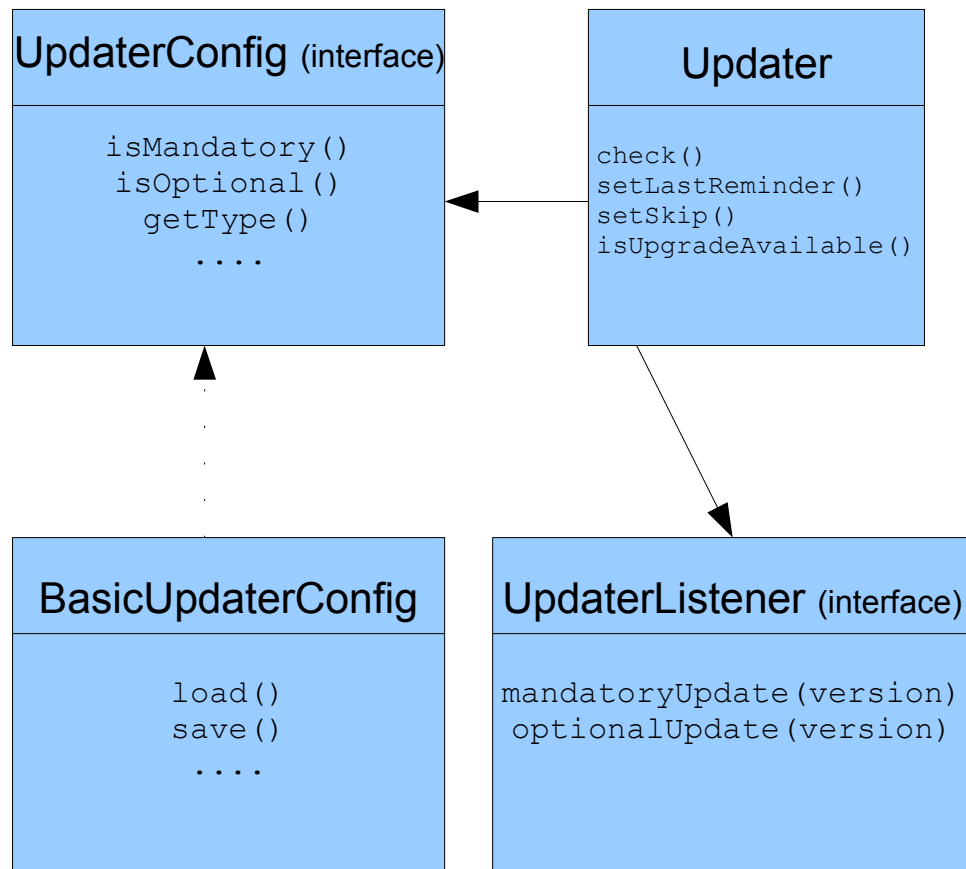 UpdaterConfig (interface)
isMandatory()
isOptional()
getType()
....
Updater
check()
setLastReminder()
setSkip()
isUpgradeAvailable()
BasicUpdaterConfig
load()
save()
....
UpdaterListener (interface)
mandatoryUpdate(version)
optionalUpdate(version)